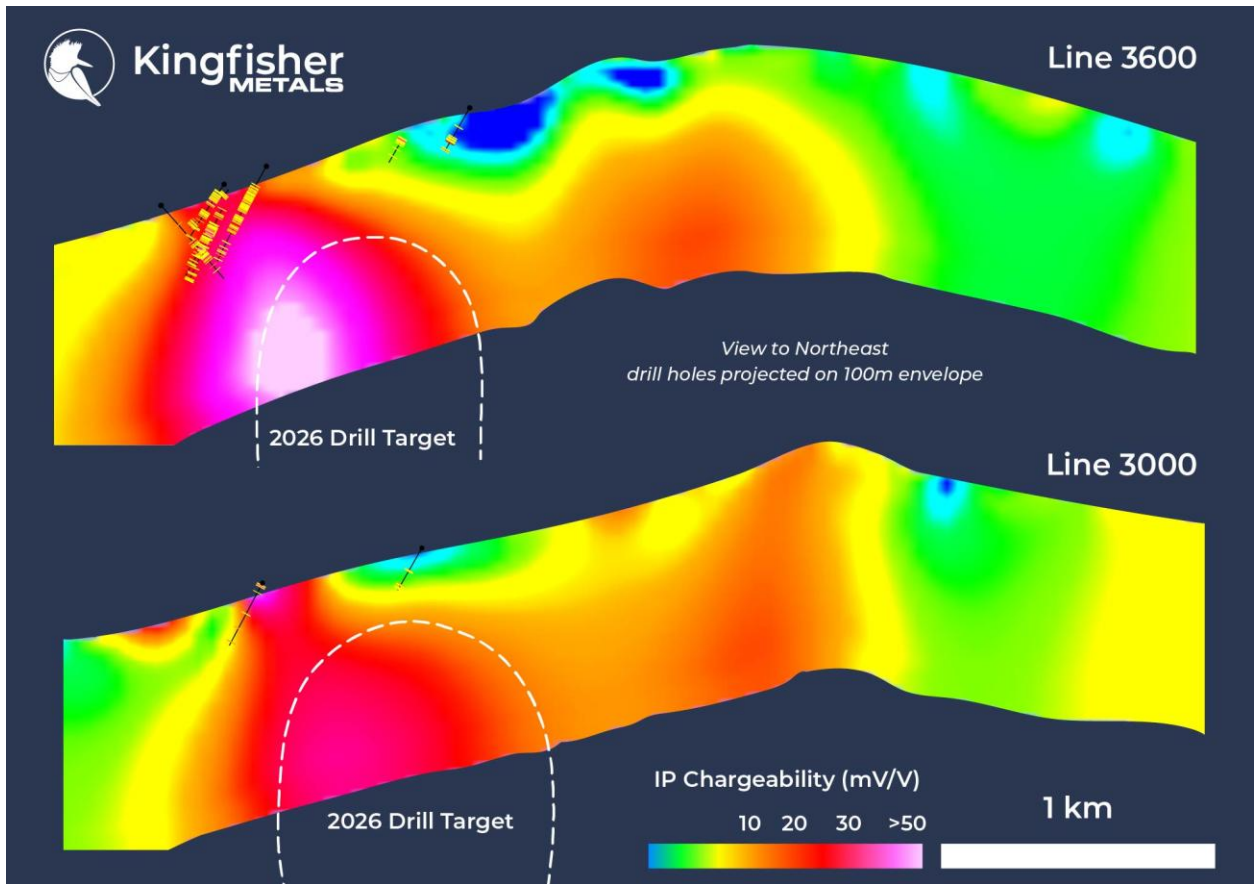 Kingfisher
METALS
Line 3600
View to Northeast
drill holes projected on 100m envelope
2026 Drill Target
Line 3000
2026 Drill Target
IP Chargeability (mV/V)
10 20 30 >50
1 km